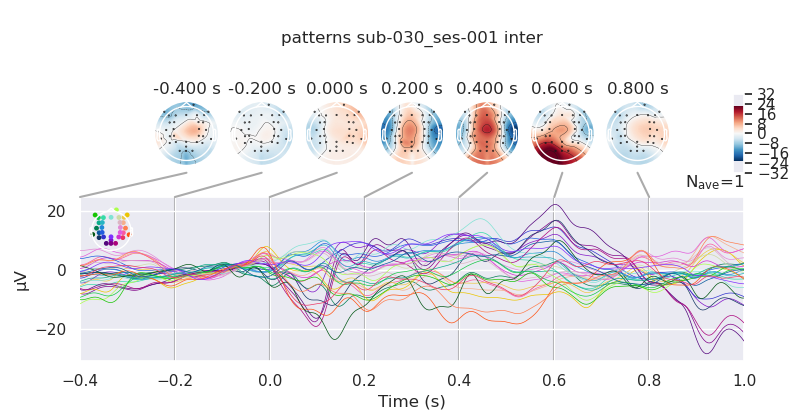 patterns sub-030_ses-001 inter
-0.400 s -0.200 s 0.000 s 0.200 s 0.400 s 0.600 s 0.800 s
32
24
16
8
0
−8
−16
−24
−32
Nave=1
20
0
−20
µV
−0.4 −0.2 0.0 0.2 0.4 0.6 0.8 1.0
Time (s)